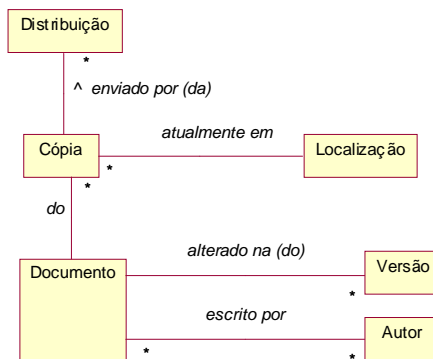 Distribuição
*
^ enviado por (da)
Cópia
*
atualmente em
Localização
*
do
Documento
alterado na (do)
Versão
*
escrito por
Autor
*
*